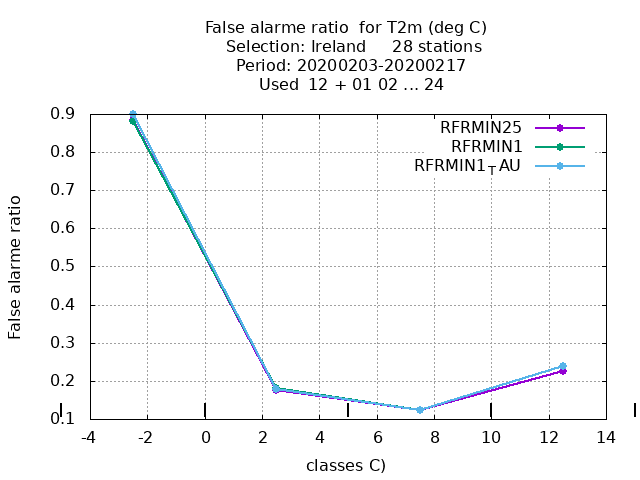 False alarme ratio  for T2m (deg C)
Selection: Ireland     28 stations
Period: 20200203-20200217
Used  12 + 01 02 ... 24
RFRMIN25
RFRMIN1
RFRMIN1TAU
False alarme ratio
0.9
0.8
0.7
0.6
0.5
0.4
0.3
0.2
0.1
-4 -2 0 2 4 6 8 10 12 14
classes C)